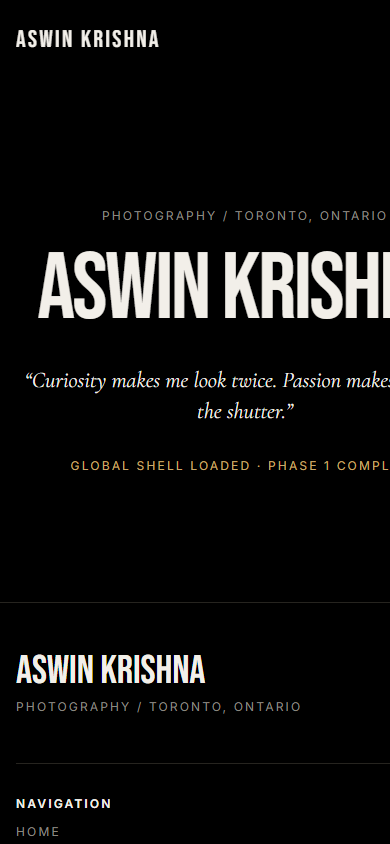 ASWIN KRISHNA
PHOTOGRAPHY / TORONTO, ONTARIO
ASWIN
“Curiosity makes me look twice. Passion makes
the shutter.”
GLOBAL SHELL LOADED · PHASE 1
ASWIN KRISHNA
PHOTOGRAPHY / TORONTO, ONTARIO
NAVIGATION
HOME